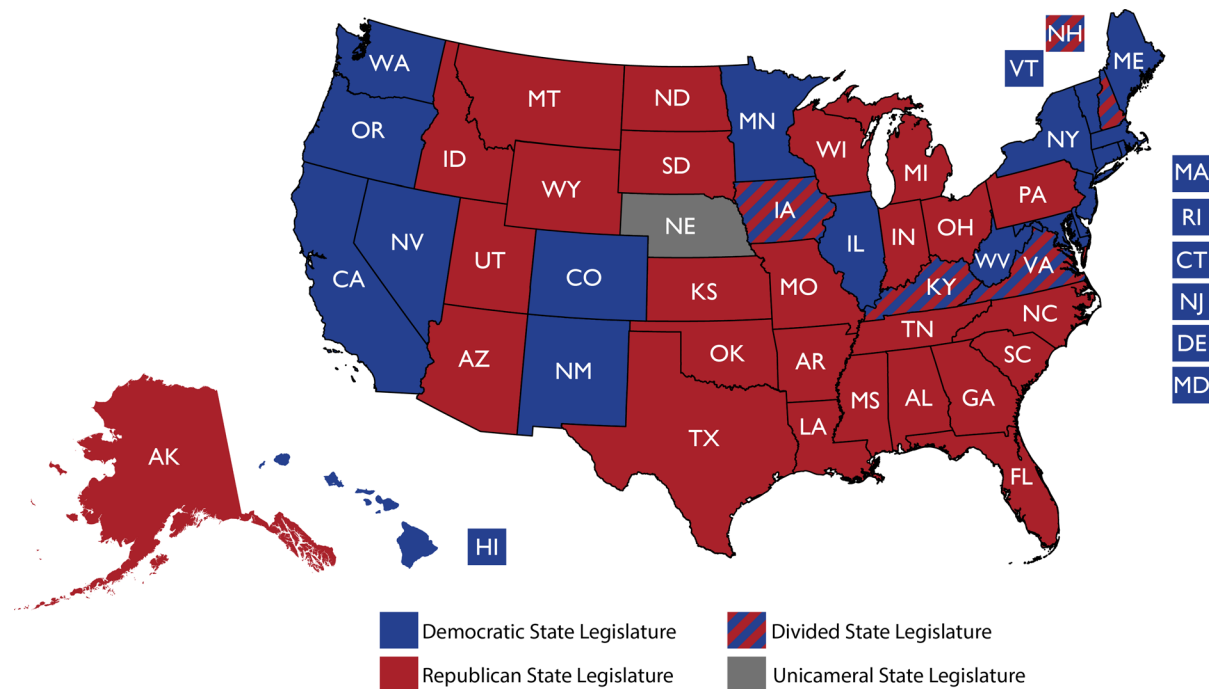 NH
VT
ME
WA
MT
ND
MN
OR
ID
SD
WI
MI
NY
WY
MA
RI
CT
NJ
DE
MD
NE
IA
PA
NV
UT
CO
IL
IN
OH
CA
KS
MO
WV
VA
KY
AZ
NM
OK
AR
TN
NC
SC
TX
LA
MS
AL
GA
FL
AK
HI
Democratic State Legislature
Divided State Legislature
Republican State Legislature
Unicameral State Legislature